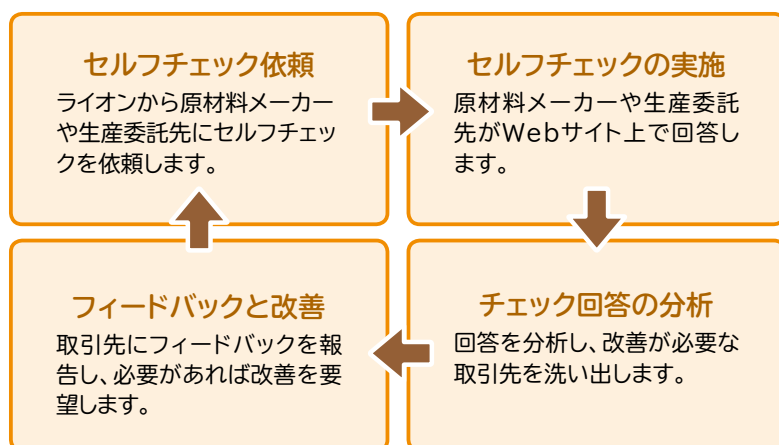 セルフチェック依頼
ライオンから原材料メーカー
や生産委託先にセルフチェッ
クを依頼します。
セルフチェックの実施
原材料メーカーや生産委託
先がWebサイト上で回答し
ます。
チェック回答の分析
回答を分析し、改善が必要な
取引先を洗い出します。
フィードバックと改善
取引先にフィードバックを報
告し、必要があれば改善を要
望します。